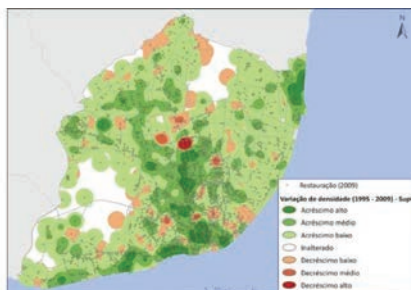 N
Restauração (2009)
Variação de densidade (1995 - 2009) - Sup
Acréscimo alto
Acréscimo médio
Acréscimo baixo
Inalterado
Decréscimo baixo
Decréscimo médio
Decréscimo alto